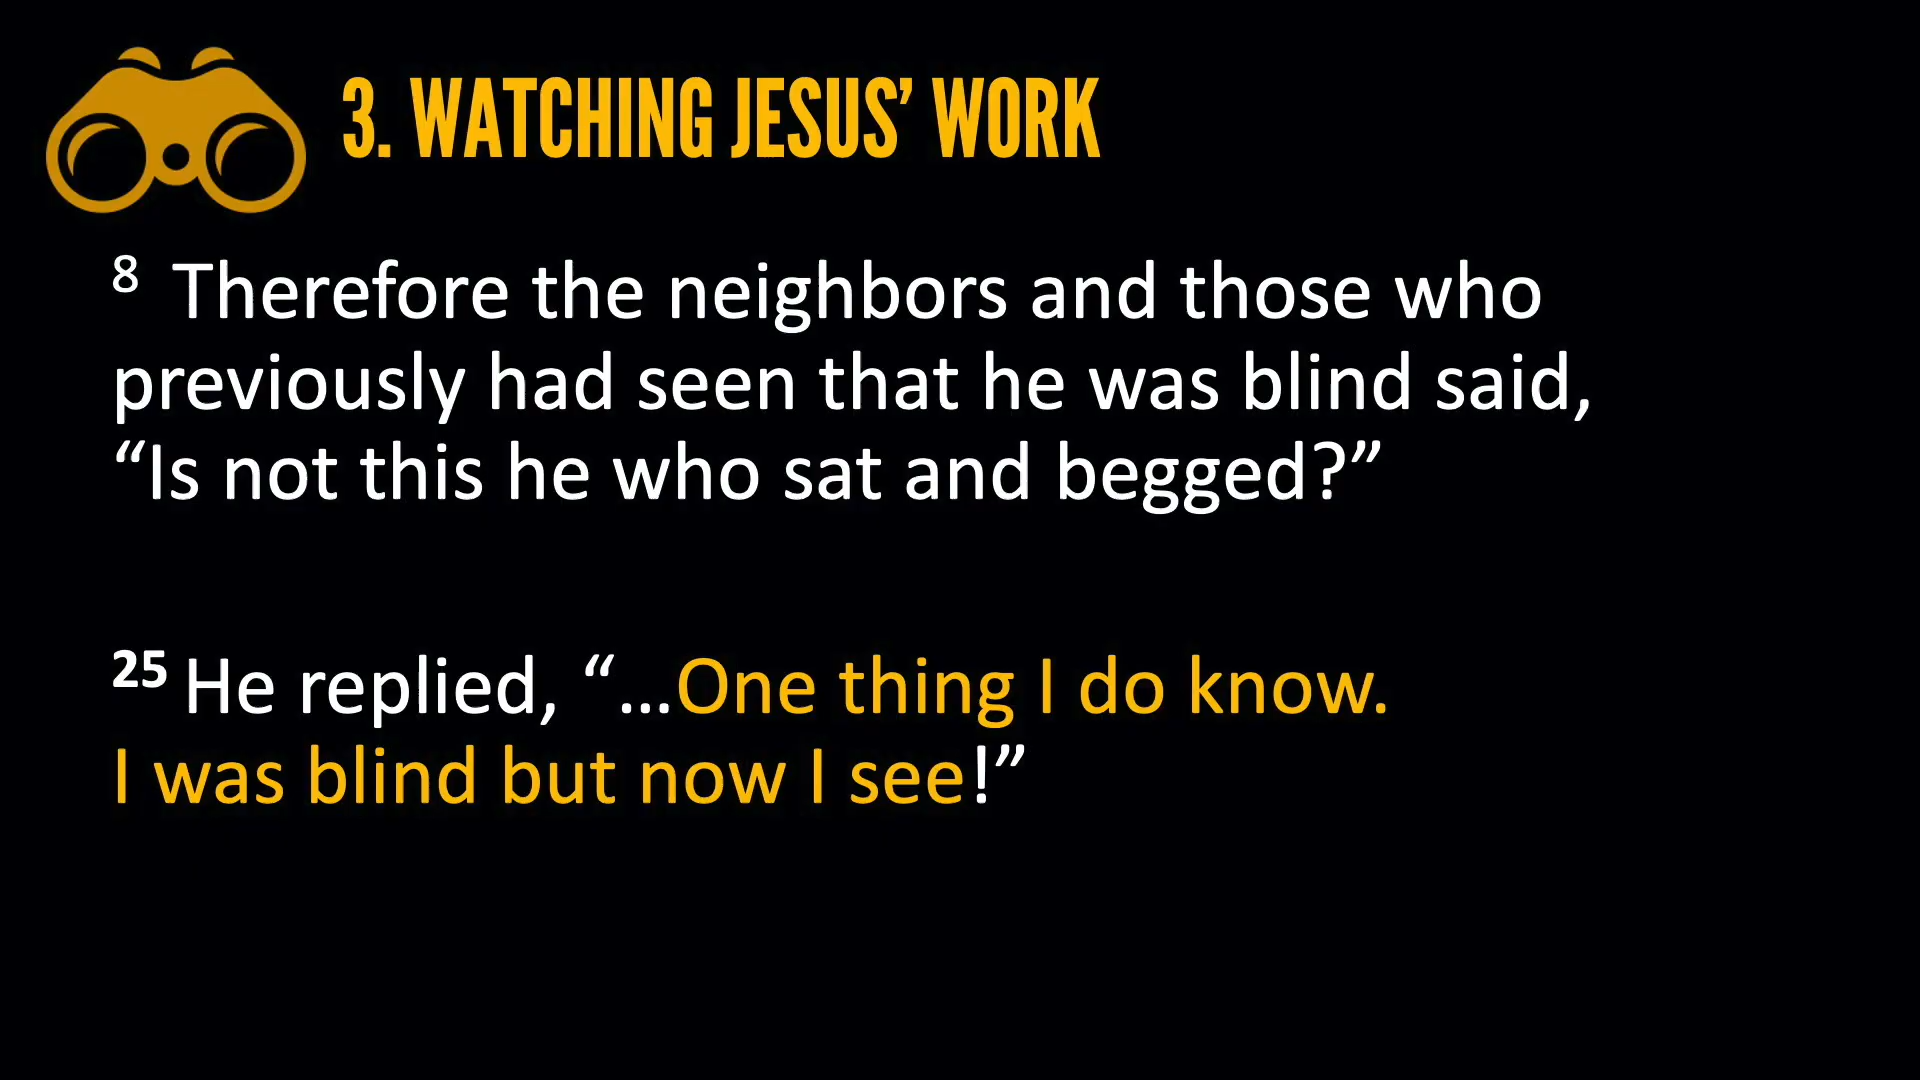 3. WATCHING JESUS’ WORK
8 Therefore the neighbors and those who
previously had seen that he was blind said,
“Is not this he who sat and begged?”
25 He replied, “…One thing I do know.
I was blind but now I see!”